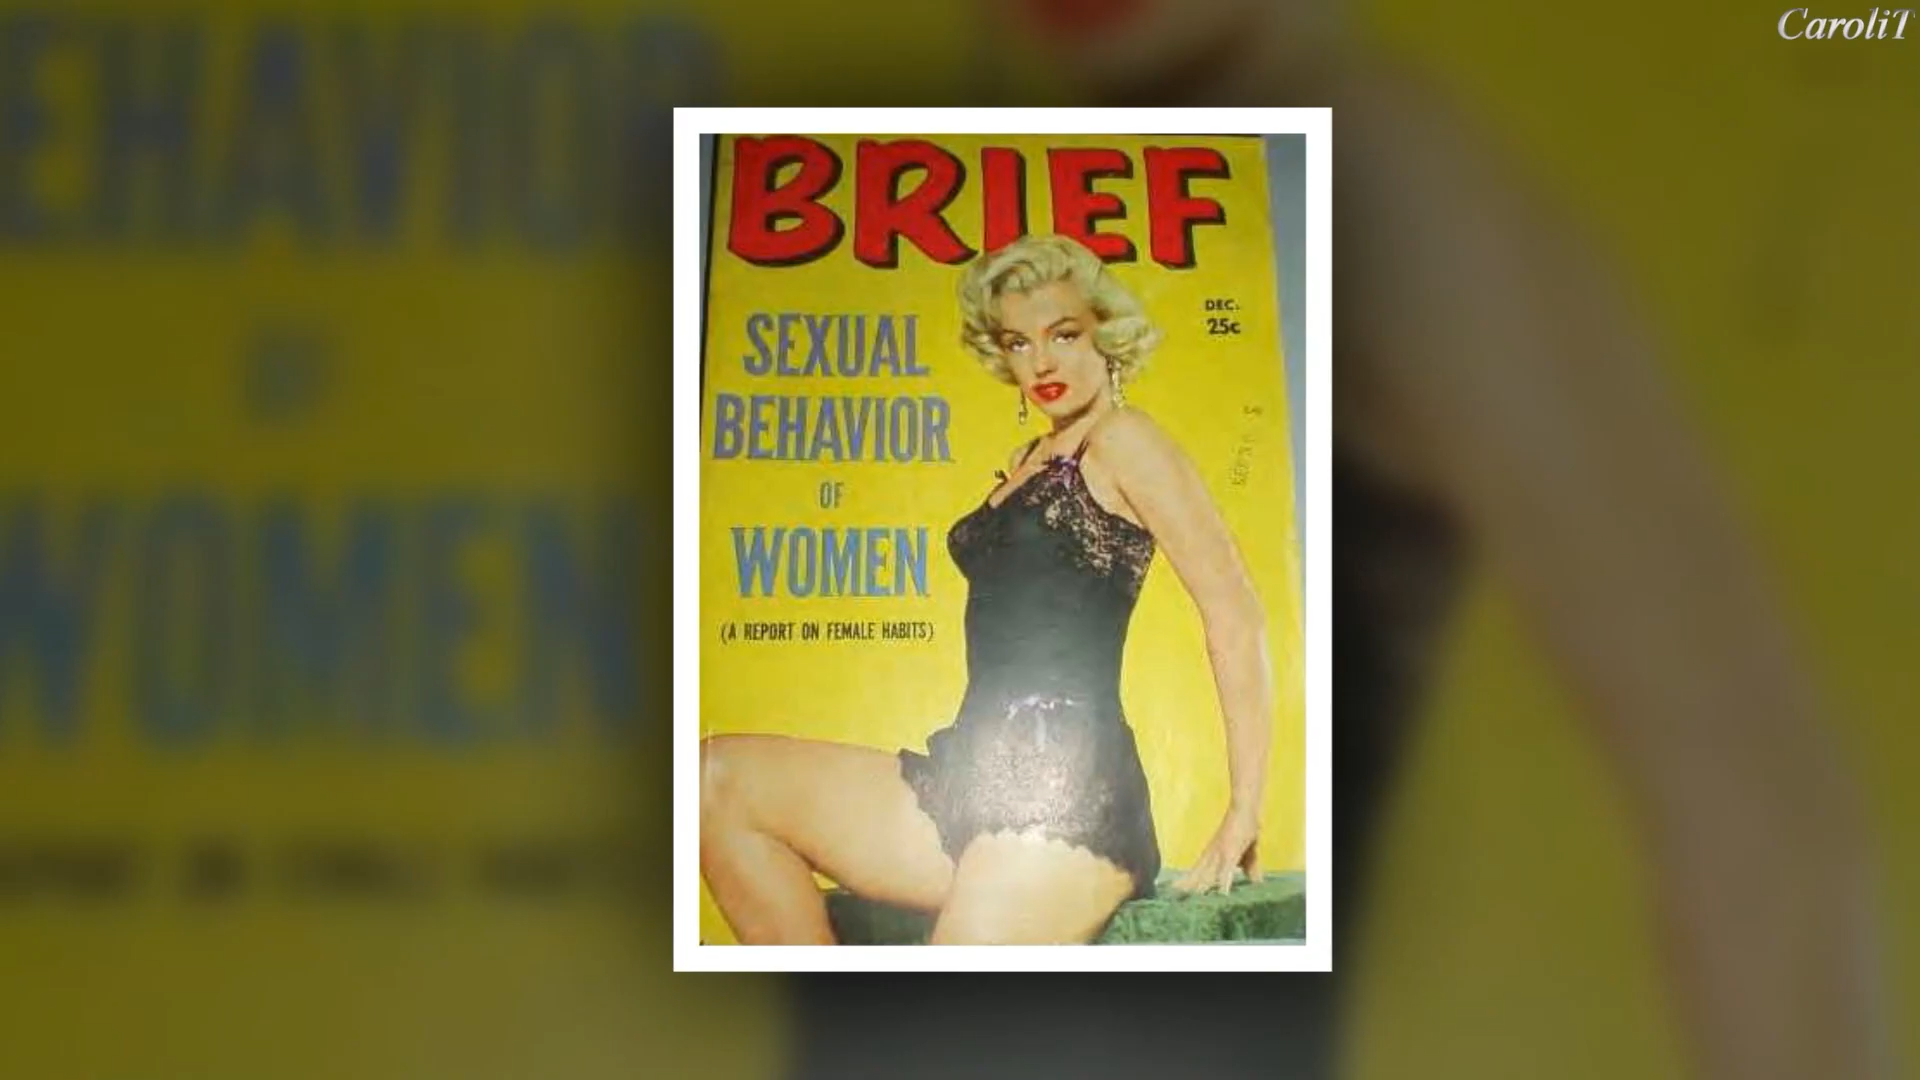 CaroliT
BRIEF
DEC.
25c
SEXUAL
BEHAVIOR
OF
WOMEN
(A REPORT ON FEMALE HABITS)